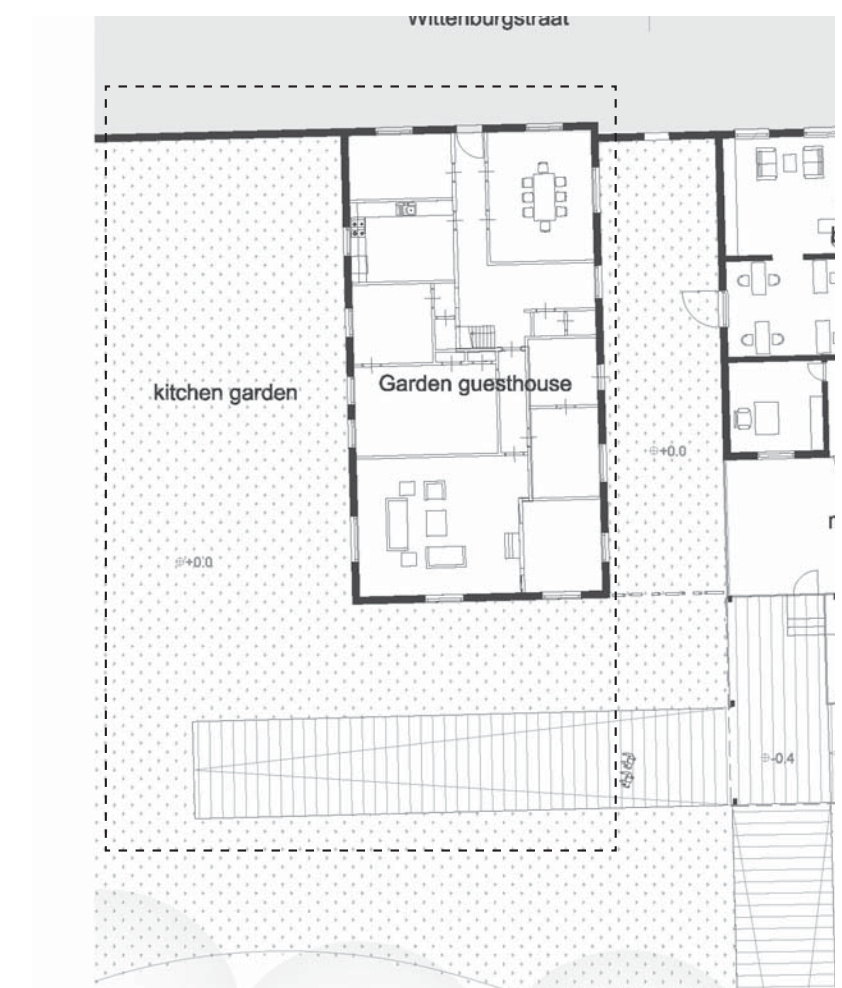 Wittenburgstraat
Garden guesthouse
kitchen garden
+0.0
+0.0
-0.4